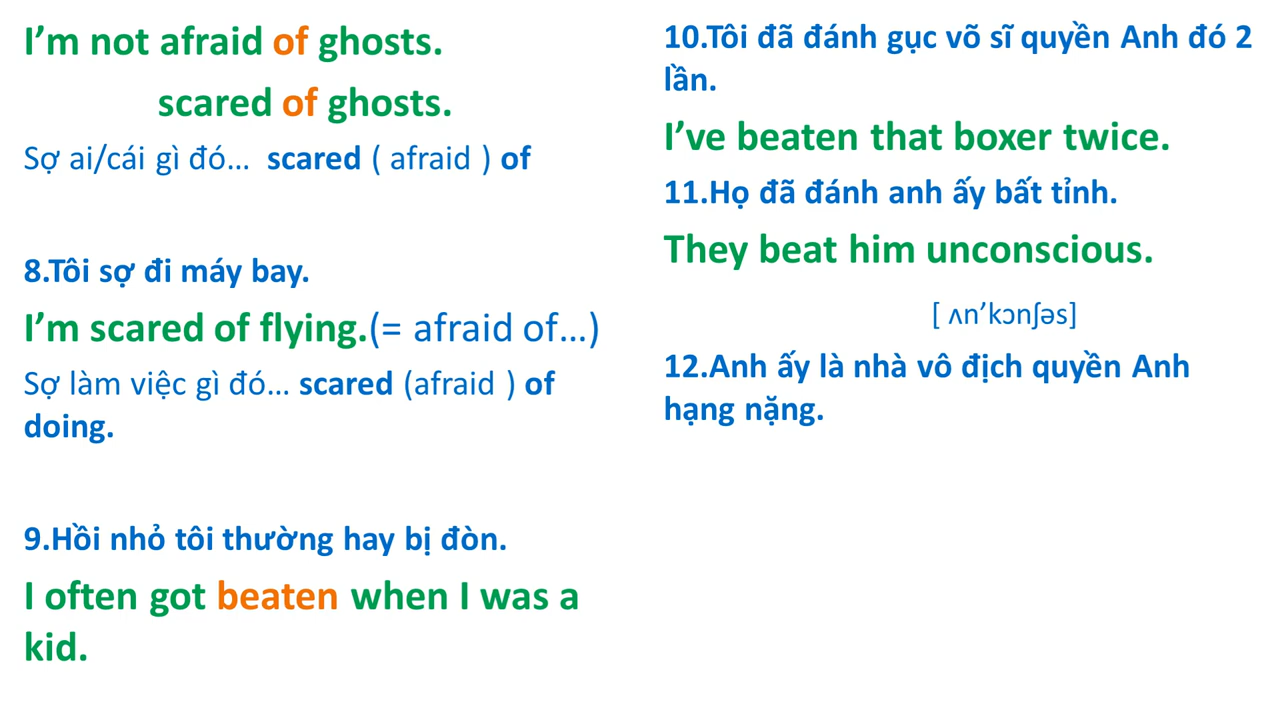 I’m not afraid of ghosts.
scared of ghosts.
Sợ ai/cái gì đó… scared ( afraid ) of
8.Tôi sợ đi máy bay.
I’m scared of flying.(= afraid of…)
Sợ làm việc gì đó… scared (afraid ) of
doing.
9.Hồi nhỏ tôi thường hay bị đòn.
I often got beaten when I was a
kid.
10.Tôi đã đánh gục võ sĩ quyền Anh đó 2
lần.
I’ve beaten that boxer twice.
11.Họ đã đánh anh ấy bất tỉnh.
They beat him unconscious.
[ ʌn’kɔnʃəs]
12.Anh ấy là nhà vô địch quyền Anh
hạng nặng.